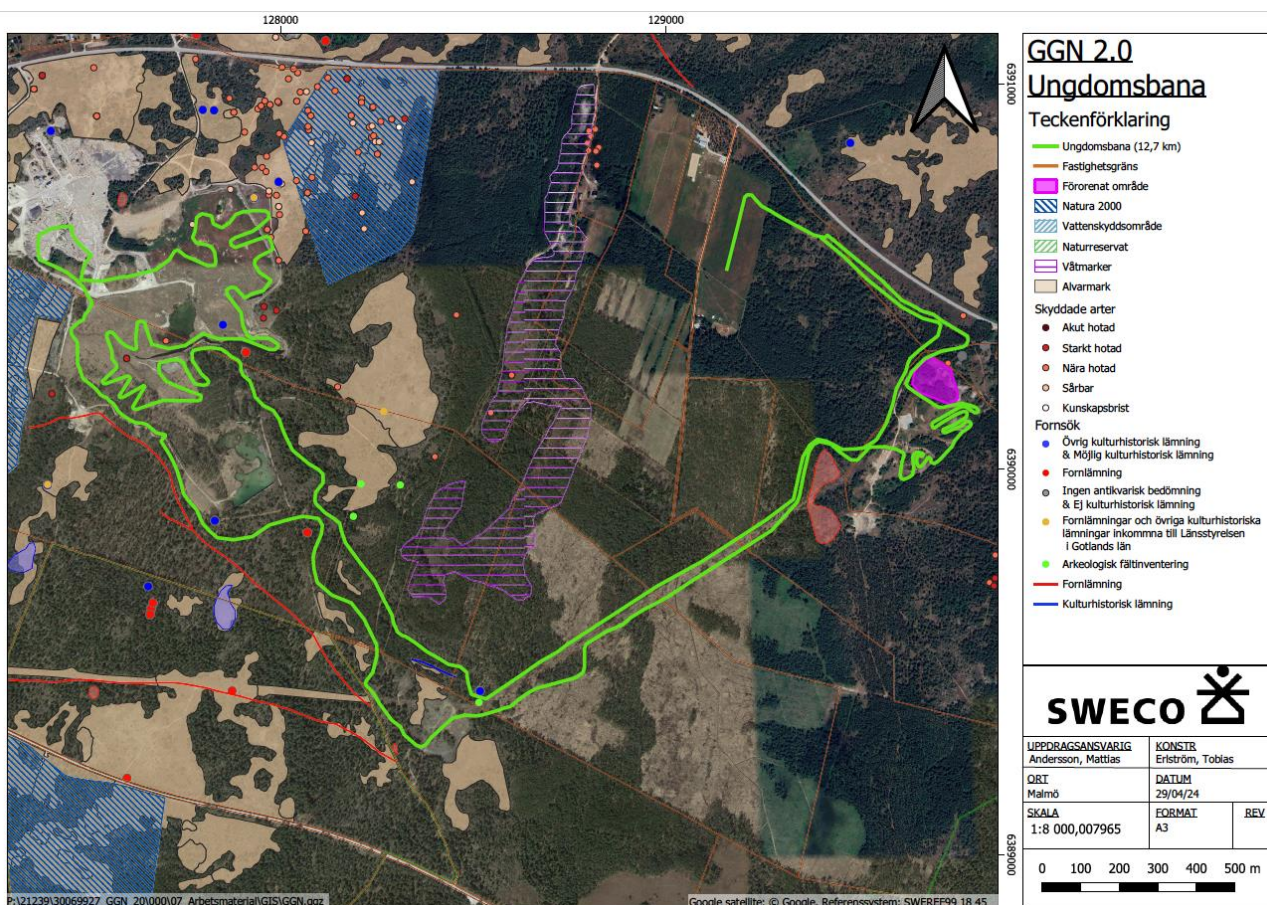 128000
129000
6391000
6390000
6389000
GGN 2.0
Ungdomsbana
Teckenförklaring
Ungdomsbana (12,7 km)
Fastighetsgräns
Förorenat område
Natura 2000
Vattenskyddsområde
Naturreservat
Våtmarker
Alvarmark
Skyddade arter
Akut hotad
Starkt hotad
Nära hotad
Sårbar
Kunskapsbrist
Fornsök
Övrig kulturhistorisk lämning
& Möjlig kulturhistorisk lämning
Fornlämning
Ingen antikvarisk bedömning
& Ej kulturhistorisk lämning
Fornlämningar och övriga kulturhistoriska
lämningar inkommna till Länsstyrelsen
i Gotlands län
Arkeologisk fältinventering
Fornlämning
Kulturhistorisk lämning
SWECO
UPPDRAGSANSVARIG
Andersson, Mattias
KONSTR
Erlström, Tobias
ORT
Malmö
DATUM
29/04/24
SKALA
1:8 000,007965
FORMAT
A3
REV
0 100 200 300 400 500 m
P:\21239\30069927_GGN_20\000\07_Arbetsmaterial\GIS\GGN.qgz
Google satellite: © Google, Referenssystem: SWEREF99 18 45